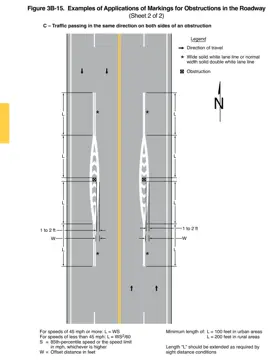 Figure 3B-15. Examples of Applications of Markings for Obstructions in the Roadway
(Sheet 2 of 2)
C – Traffic passing in the same direction on both sides of an obstruction
Legend
Direction of travel
* Wide solid white lane line or normal
width solid double white lane line
Obstruction
N
L
L
L
L
L
L
L
L
1 to 2 ft
1 to 2 ft
W
W
For speeds of 45 mph or more: L = WS
For speeds of less than 45 mph: L = WS²/60
S = 85th-percentile speed or the speed limit
in mph, whichever is higher
W = Offset distance in feet
Minimum length of: L = 100 feet in urban areas
L = 200 feet in rural areas
Length "L" should be extended as required by
sight distance conditions